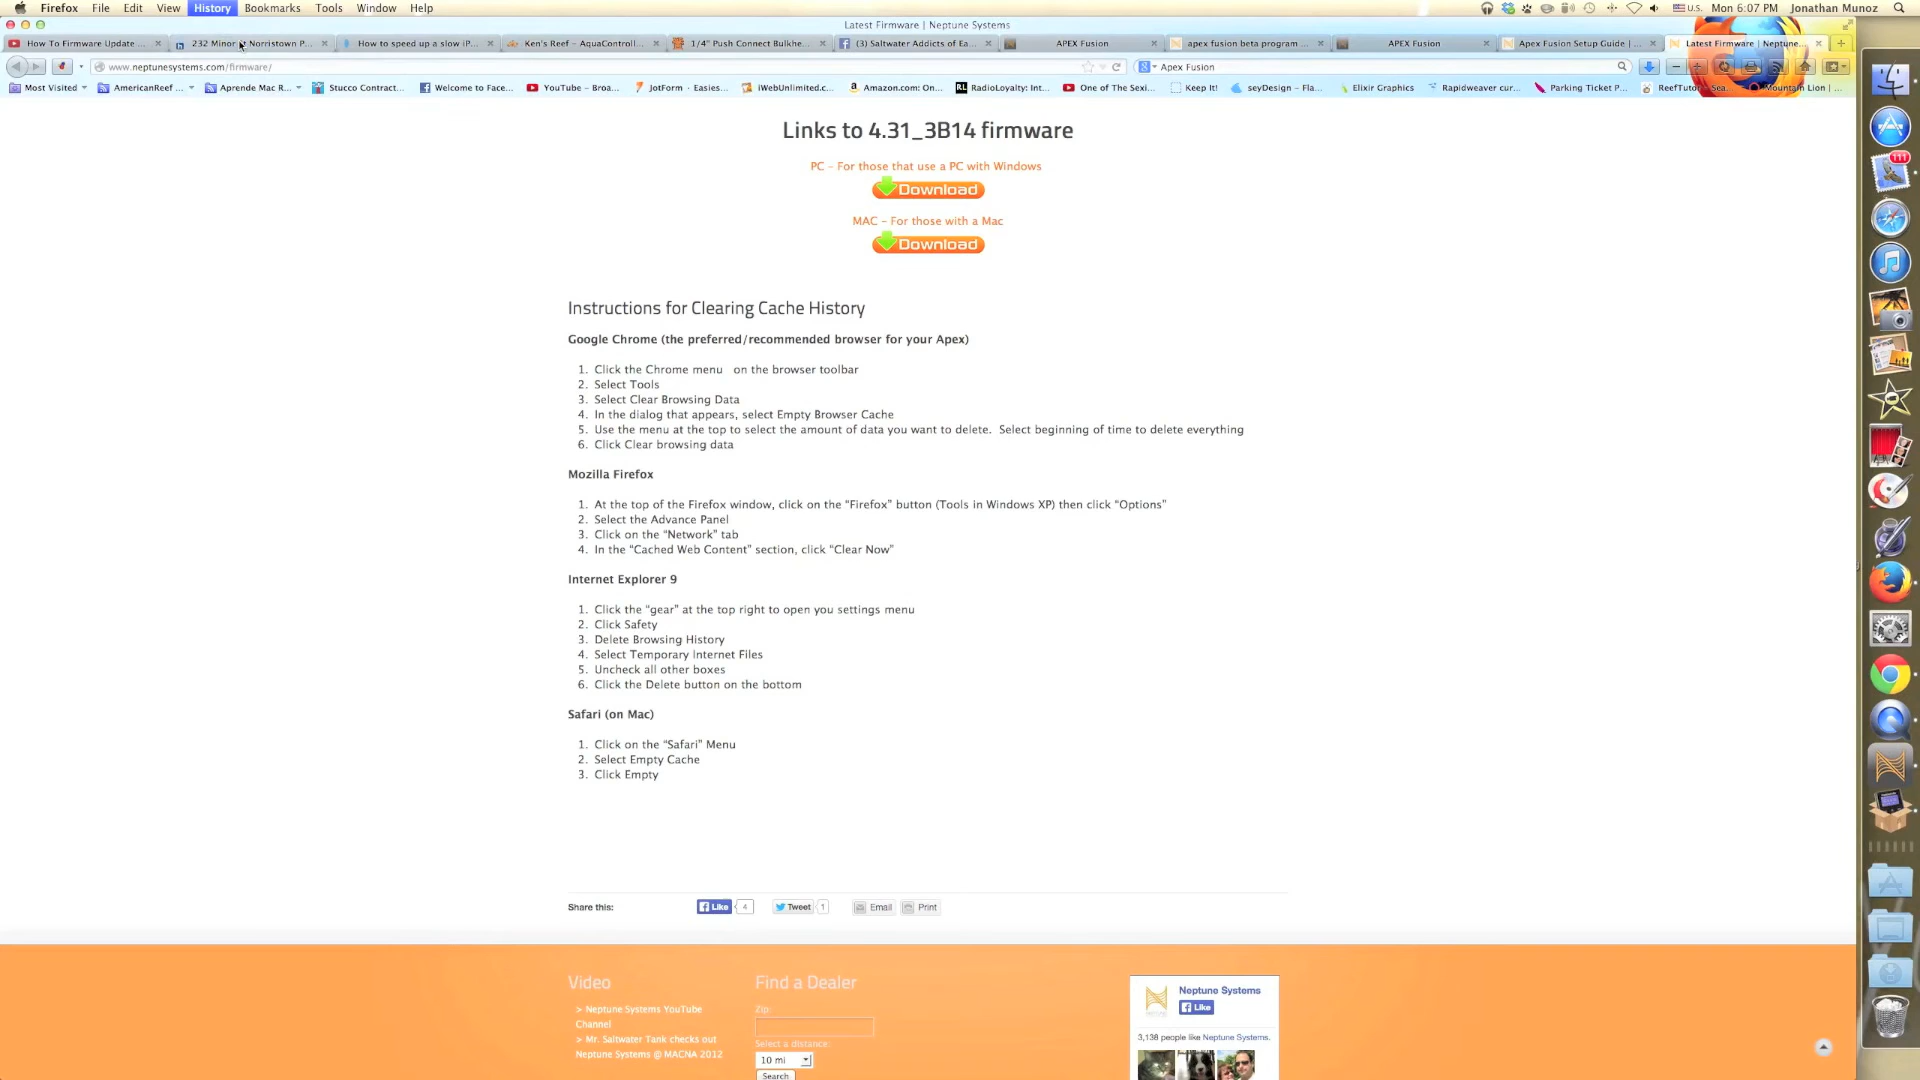 Firefox File Edit View History Bookmarks Tools Window Help
U.S. Mon 6:07 PM Jonathan Munoz
Latest Firmware | Neptune Systems
How To Firmware Update ...
232 Minor Norristown P...
How to speed up a slow iP...
Ken's Reef – AquaControll...
1/4" Push Connect Bulkhe...
(3) Saltwater Addicts of Ea...
APEX Fusion
apex fusion beta program ...
APEX Fusion
Apex Fusion Setup Guide | ...
Latest Firmware | Neptune...
www.neptunesystems.com/firmware/
Apex Fusion
Most Visited
AmericanReef ...
Aprende Mac R...
Stucco Contract...
Welcome to Face...
YouTube – Broa...
JotForm · Easies...
iWebUnlimited.c...
Amazon.com: On...
RL RadioLoyalty: Int...
One of The Sexi...
Keep It!
seyDesign – Fla...
Elixir Graphics
Rapidweaver cur...
Parking Ticket P...
ReefTutor - Sea...
Mountain Lion | ...
111
Links to 4.31_3B14 firmware
PC – For those that use a PC with Windows
Download
MAC – For those with a Mac
Download
Instructions for Clearing Cache History
Google Chrome (the preferred/recommended browser for your Apex)
1. Click the Chrome menu on the browser toolbar
2. Select Tools
3. Select Clear Browsing Data
4. In the dialog that appears, select Empty Browser Cache
5. Use the menu at the top to select the amount of data you want to delete. Select beginning of time to delete everything
6. Click Clear browsing data
Mozilla Firefox
1. At the top of the Firefox window, click on the “Firefox” button (Tools in Windows XP) then click “Options”
2. Select the Advance Panel
3. Click on the “Network” tab
4. In the “Cached Web Content” section, click “Clear Now”
Internet Explorer 9
1. Click the “gear” at the top right to open you settings menu
2. Click Safety
3. Delete Browsing History
4. Select Temporary Internet Files
5. Uncheck all other boxes
6. Click the Delete button on the bottom
Safari (on Mac)
1. Click on the “Safari” Menu
2. Select Empty Cache
3. Click Empty
Share this: Like 4 Tweet 1 Email Print
Video
> Neptune Systems YouTube
Channel
> Mr. Saltwater Tank checks out
Neptune Systems @ MACNA 2012
Find a Dealer
Zip:
Select a distance:
10 mi
Search
Neptune Systems
Like
3,138 people like Neptune Systems.